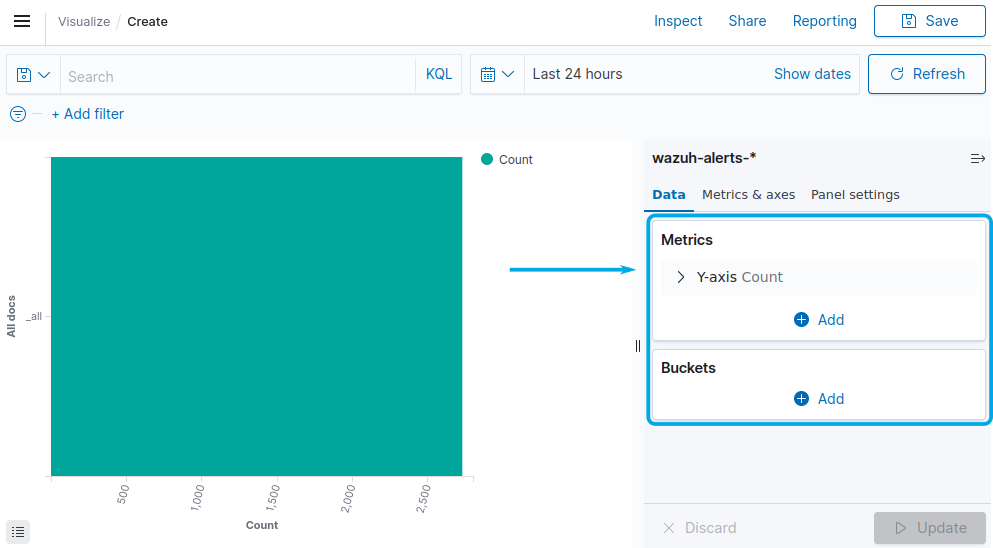 Visualize / Create
Inspect
Share
Reporting
Save
Search
KQL
Last 24 hours
Show dates
Refresh
+ Add filter
All docs
_all
500
1,000
1,500
2,000
2,500
Count
Count
wazuh-alerts-*
Data
Metrics & axes
Panel settings
Metrics
Y-axis Count
Add
Buckets
Add
Discard
Update